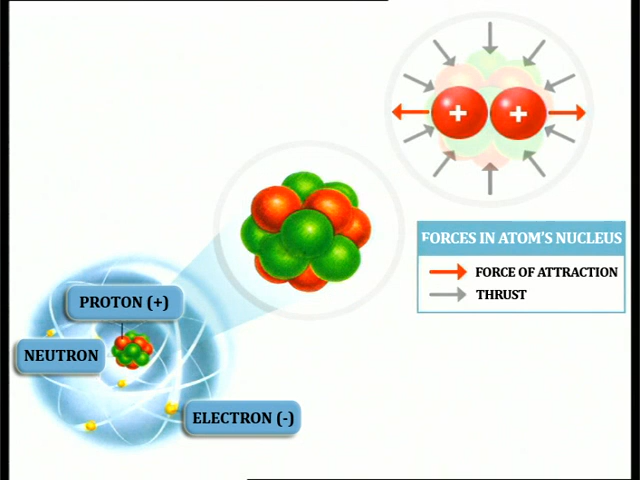 + +
FORCES IN ATOM'S NUCLEUS
FORCE OF ATTRACTION
THRUST
PROTON (+)
NEUTRON
ELECTRON (-)